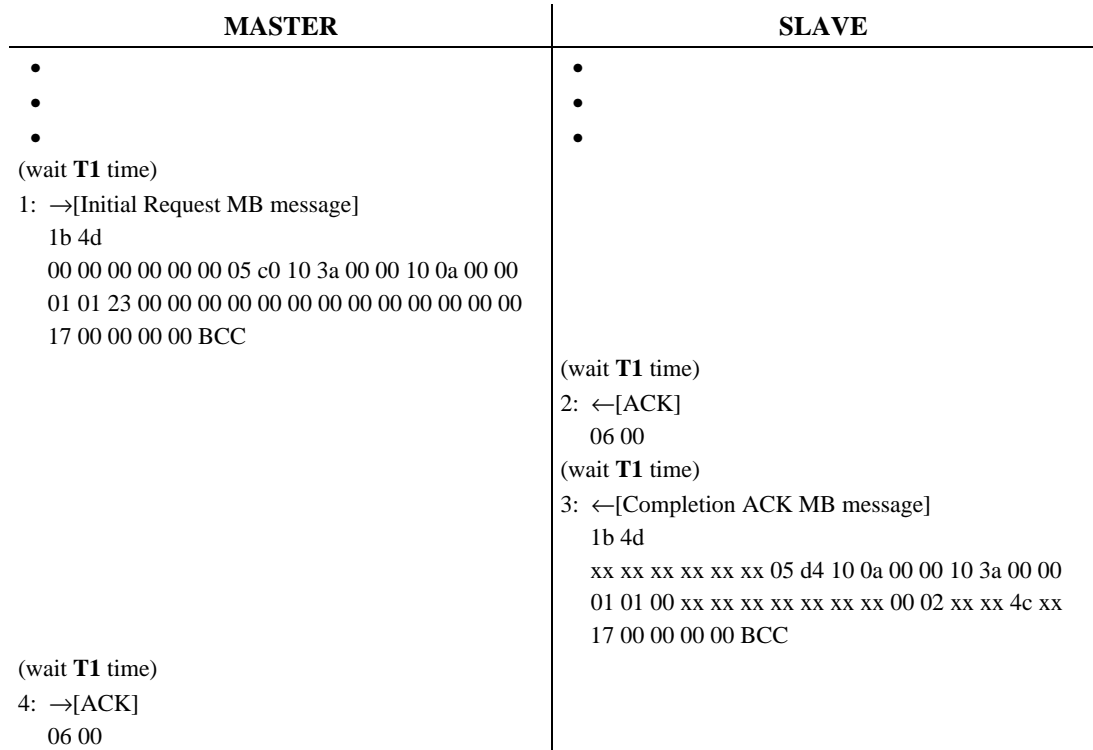 MASTER SLAVE
• •
• •
• •
(wait T1 time)
1: →[Initial Request MB message]
1b 4d
00 00 00 00 00 00 05 c0 10 3a 00 00 10 0a 00 00
01 01 23 00 00 00 00 00 00 00 00 00 00 00 00 00
17 00 00 00 00 BCC
(wait T1 time)
2: ←[ACK]
06 00
(wait T1 time)
3: ←[Completion ACK MB message]
1b 4d
xx xx xx xx xx xx 05 d4 10 0a 00 00 10 3a 00 00
01 01 00 xx xx xx xx xx xx xx 00 02 xx xx 4c xx
17 00 00 00 00 BCC
(wait T1 time)
4: →[ACK]
06 00